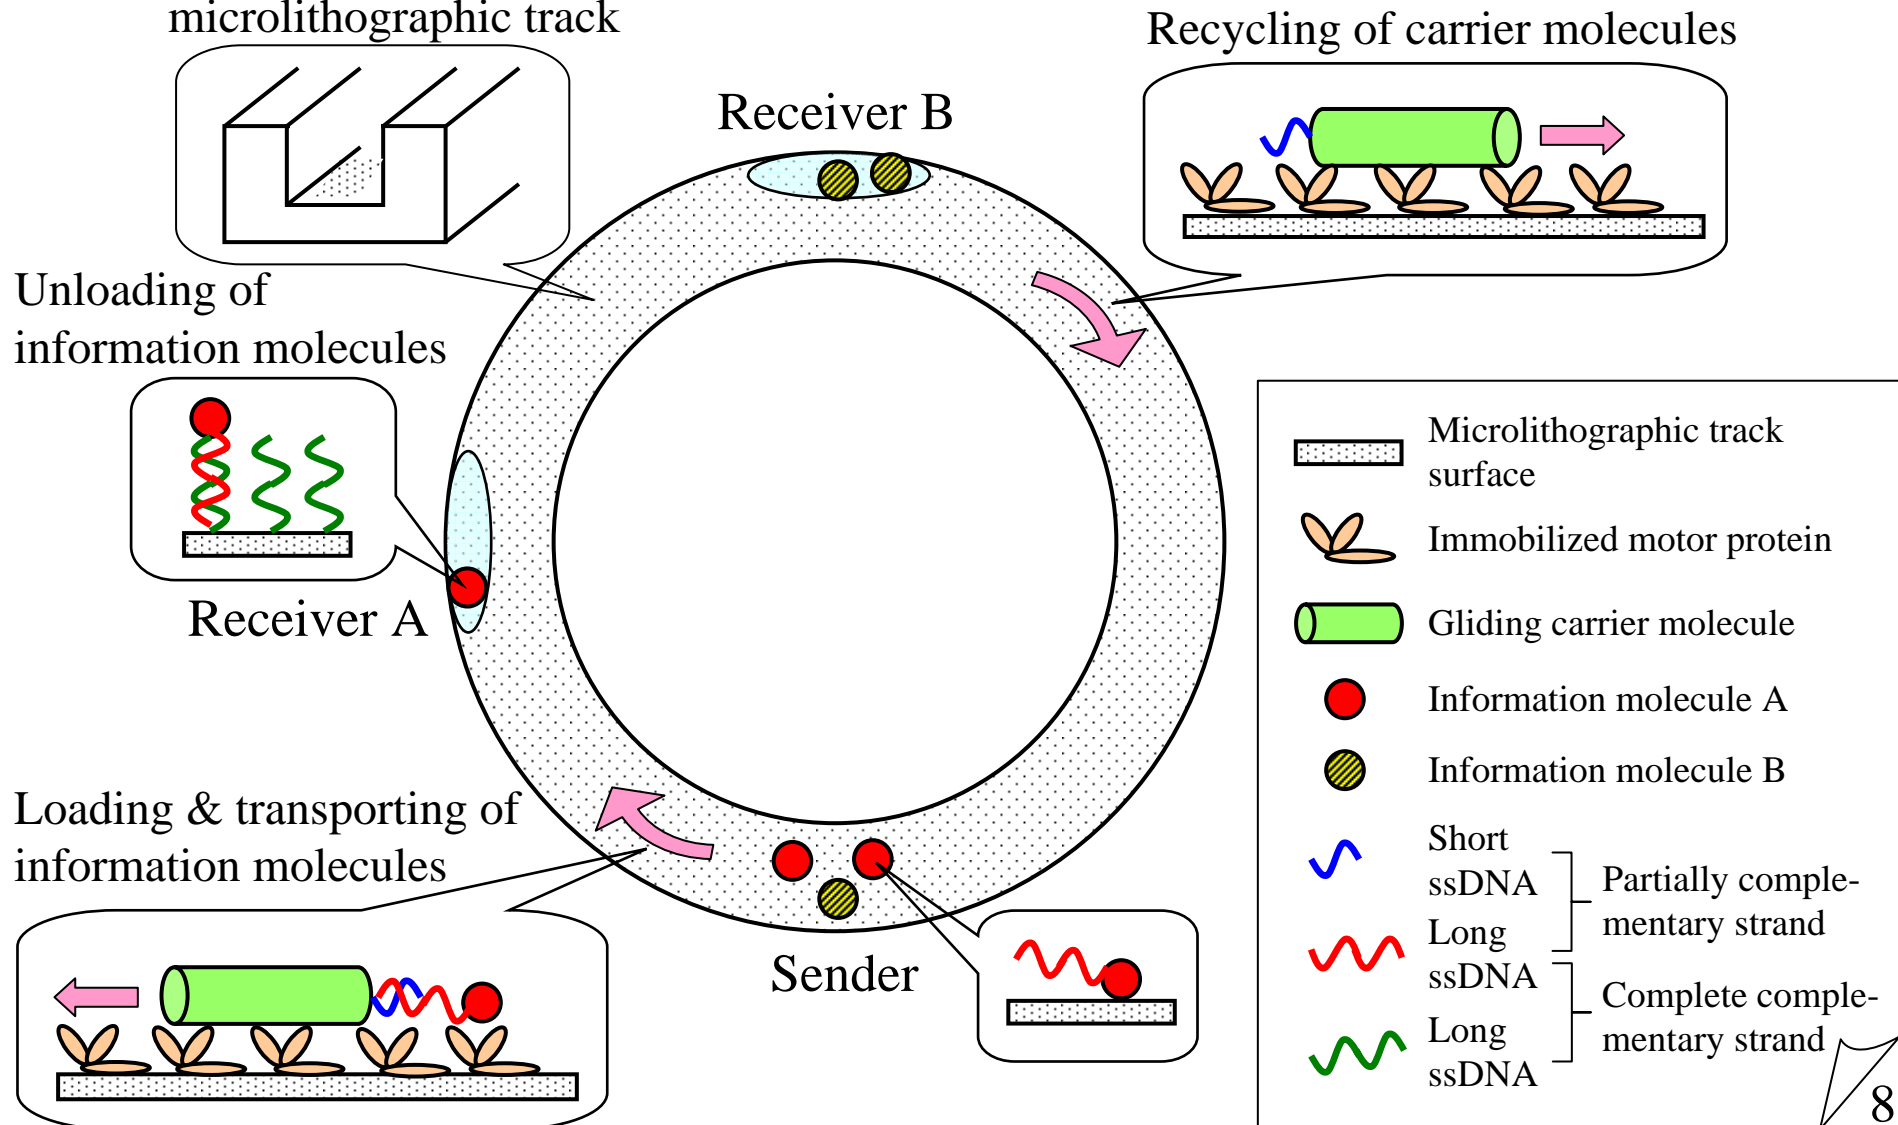 microlithographic track
Recycling of carrier molecules
Receiver B
Unloading of
information molecules
Receiver A
Loading & transporting of
information molecules
Sender
Microlithographic track
surface
Immobilized motor protein
Gliding carrier molecule
Information molecule A
Information molecule B
Short
ssDNA
Partially comple-
mentary strand
Long
ssDNA
Complete comple-
mentary strand
Long
ssDNA
8